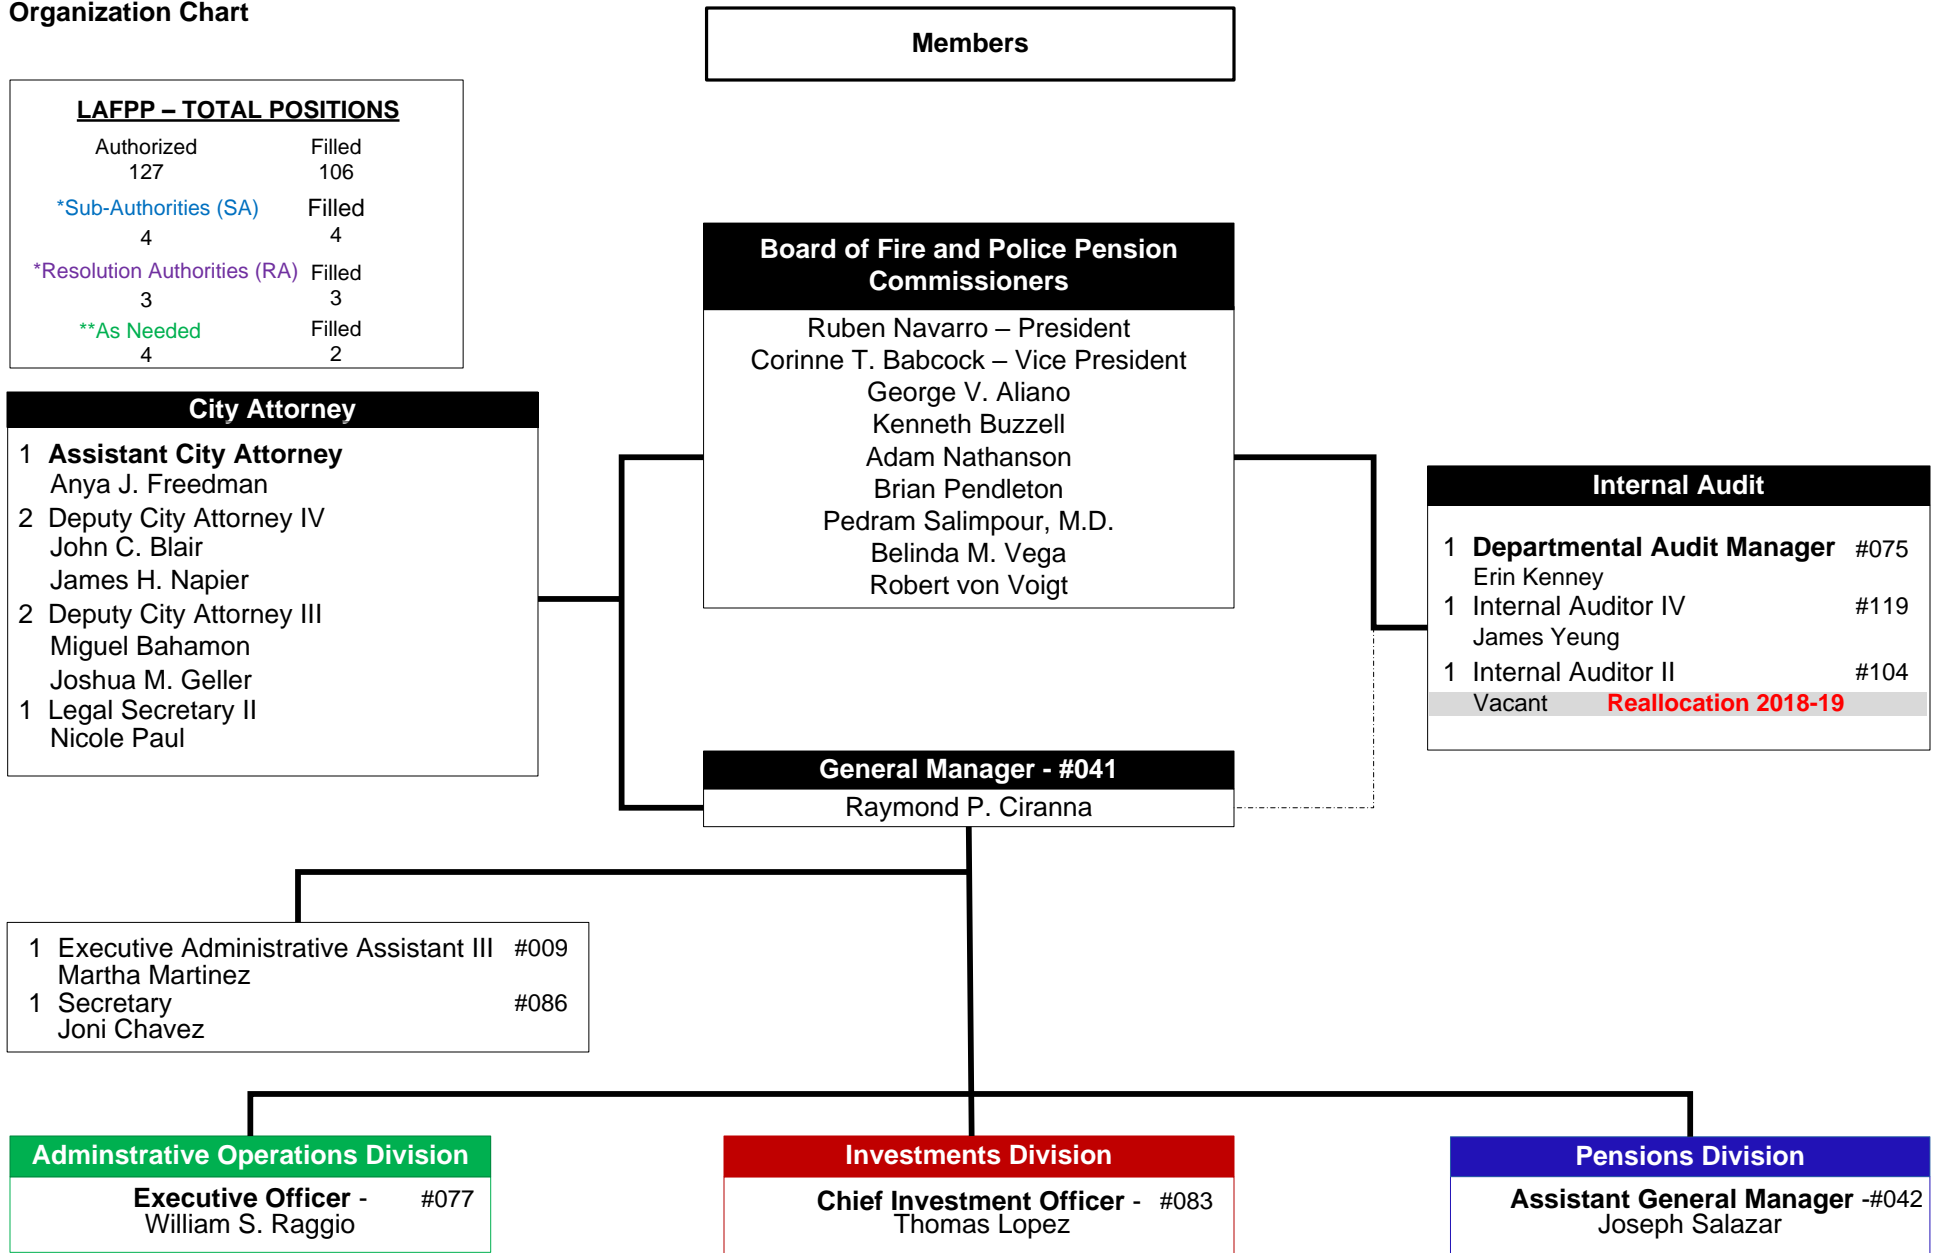 Organization Chart
Members
LAFPP – TOTAL POSITIONS
Authorized Filled
127 106
*Sub-Authorities (SA) Filled
4 4
*Resolution Authorities (RA) Filled
3 3
**As Needed Filled
4 2
Board of Fire and Police Pension
Commissioners
Ruben Navarro – President
Corinne T. Babcock – Vice President
George V. Aliano
Kenneth Buzzell
Adam Nathanson
Brian Pendleton
Pedram Salimpour, M.D.
Belinda M. Vega
Robert von Voigt
City Attorney
1 Assistant City Attorney
Anya J. Freedman
2 Deputy City Attorney IV
John C. Blair
James H. Napier
2 Deputy City Attorney III
Miguel Bahamon
Joshua M. Geller
1 Legal Secretary II
Nicole Paul
Internal Audit
1 Departmental Audit Manager #075
Erin Kenney
1 Internal Auditor IV #119
James Yeung
1 Internal Auditor II #104
Vacant Reallocation 2018-19
General Manager - #041
Raymond P. Ciranna
1 Executive Administrative Assistant III #009
Martha Martinez
1 Secretary #086
Joni Chavez
Adminstrative Operations Division
Executive Officer - #077
William S. Raggio
Investments Division
Chief Investment Officer - #083
Thomas Lopez
Pensions Division
Assistant General Manager -#042
Joseph Salazar